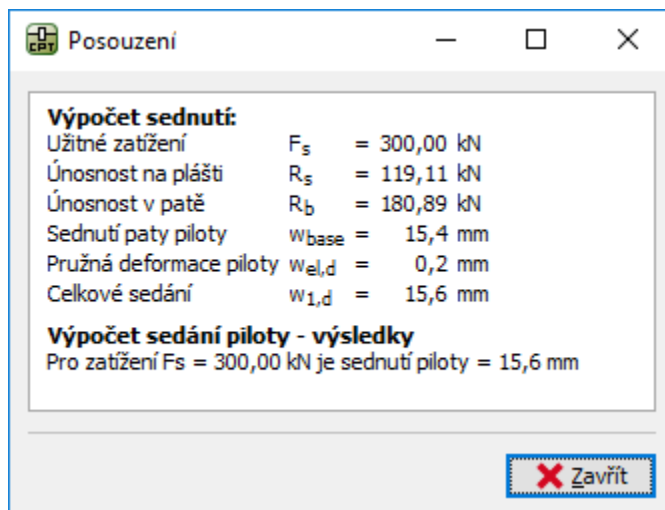 CPT Posouzení
Výpočet sednutí:
Užitné zatížení Fs = 300,00 kN
Únosnost na plášti Rs = 119,11 kN
Únosnost v patě Rb = 180,89 kN
Sednutí paty piloty wbase = 15,4 mm
Pružná deformace piloty wel,d = 0,2 mm
Celkové sedání w1,d = 15,6 mm
Výpočet sedání piloty - výsledky
Pro zatížení Fs = 300,00 kN je sednutí piloty = 15,6 mm
Zavřít